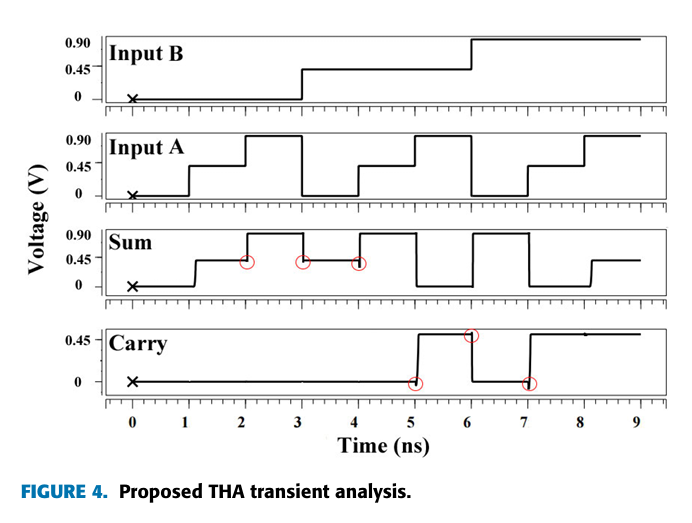 0.90
Input B
0.45
0
0.90
Input A
0.45
0
Voltage (V)
0.90
Sum
0.45
0
0.45
Carry
0
0 1 2 3 4 5 6 7 8 9
Time (ns)
FIGURE 4. Proposed THA transient analysis.